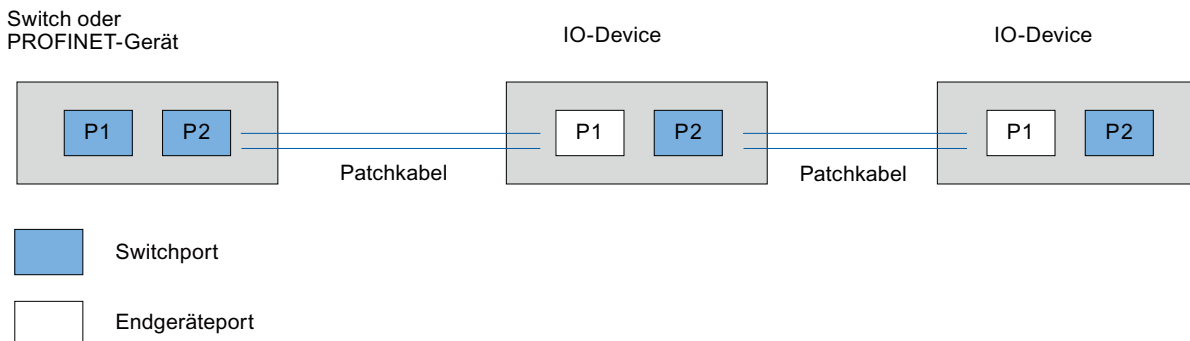 Switch oder
PROFINET-Gerät
IO-Device
IO-Device
P1
P2
P1
P2
P1
P2
Patchkabel
Patchkabel
Switchport
Endgeräteport